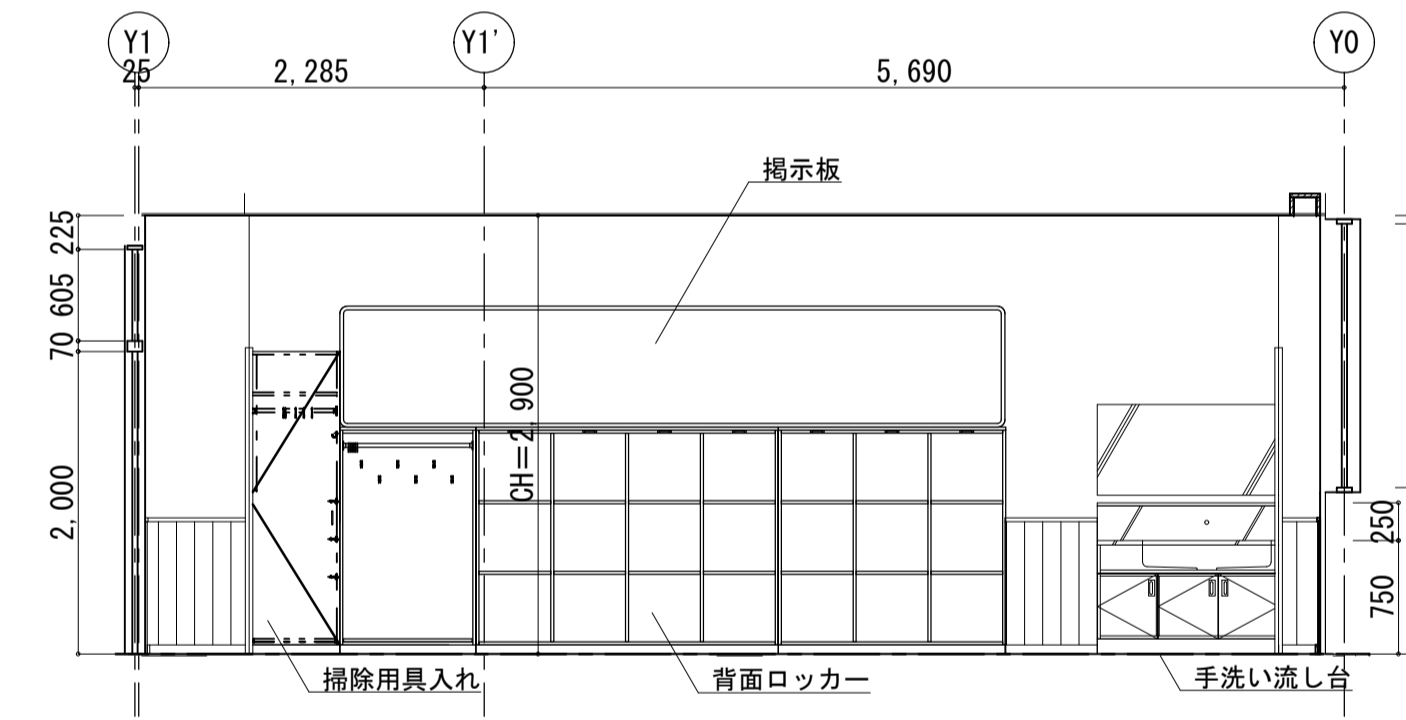 Y1
Y1'
Y0
25
2,285
5,690
掲示板
225
605
70
2,000
CH=2,900
250
750
掃除用具入れ
背面ロッカー
手洗い流し台